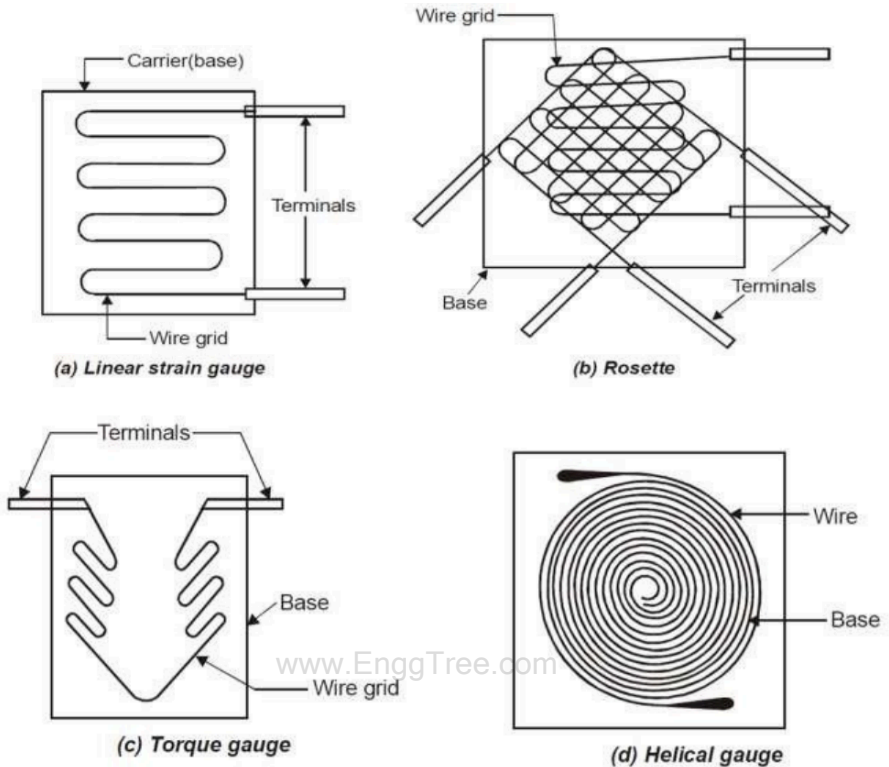 Carrier(base)
Terminals
Wire grid
(a) Linear strain gauge
Wire grid
Base
Terminals
(b) Rosette
Terminals
Base
Wire grid
(c) Torque gauge
Wire
Base
(d) Helical gauge
www.EnggTree.com